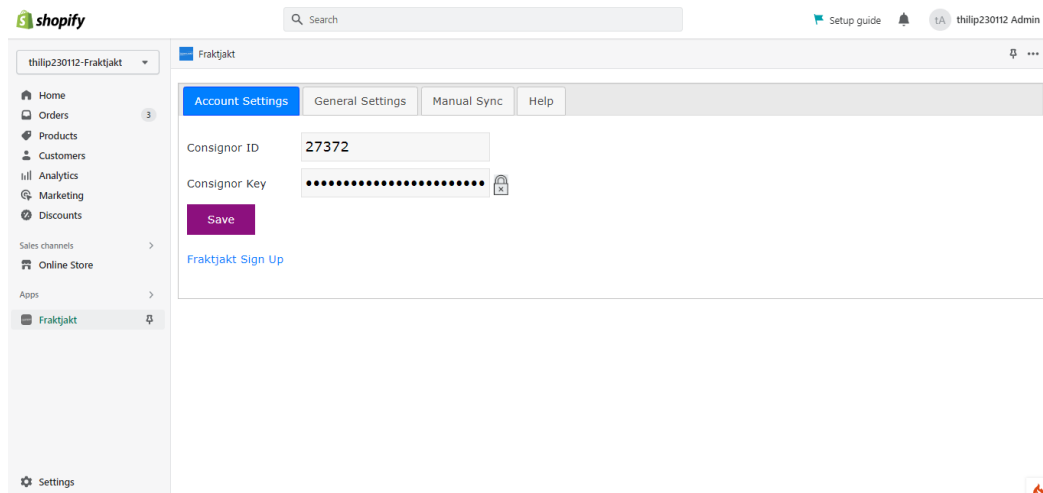 shopify
Search
Setup guide
tA
thilip230112 Admin
thilip230112-Fraktjakt
Fraktjakt
Home
Orders 3
Products
Customers
Analytics
Marketing
Discounts
Sales channels
Online Store
Apps
Fraktjakt
Settings
Account Settings General Settings Manual Sync Help
Consignor ID 27372
Consignor Key ••••••••••••••••••••••••
Save
Fraktjakt Sign Up